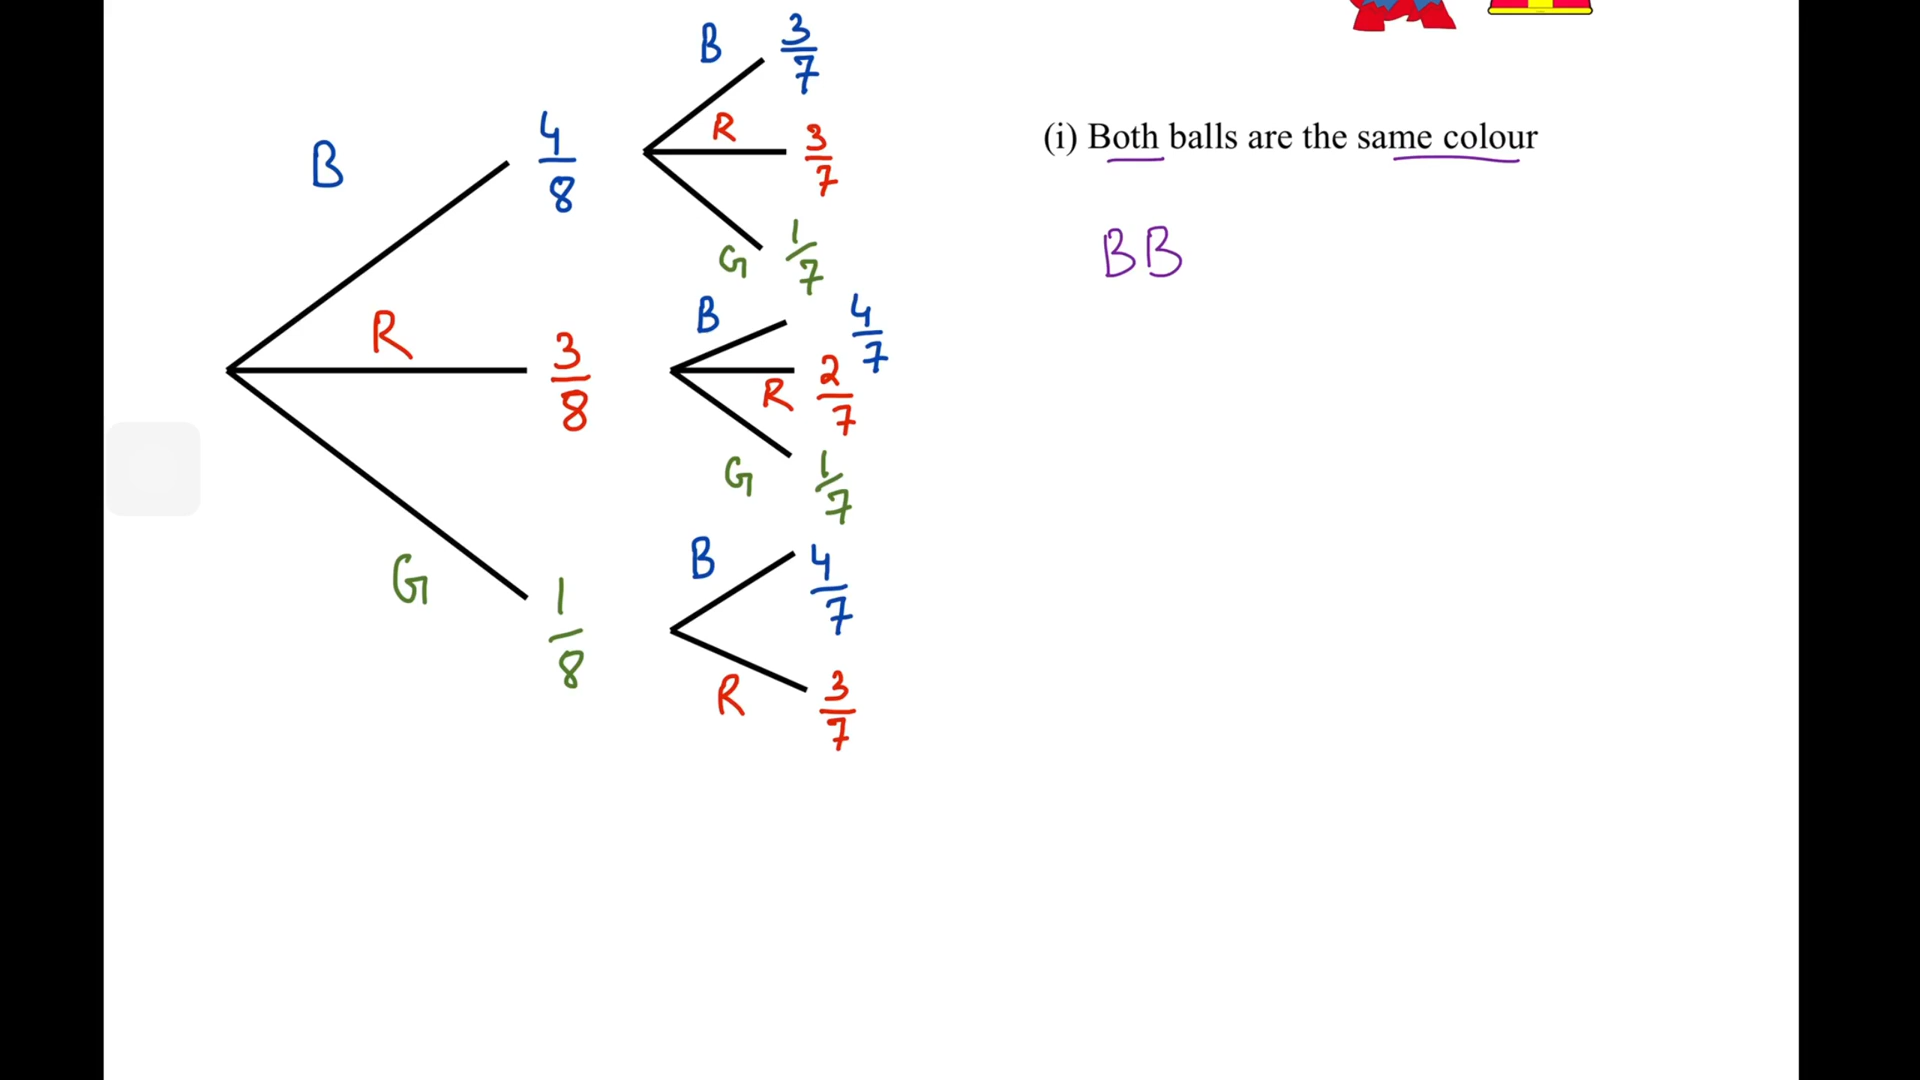 B 3/7
B 4/8
R 3/7
G 1/7
B 4/7
R 3/8
R 2/7
G 1/7
G 1/8
B 4/7
R 3/7
(i) Both balls are the same colour
BB